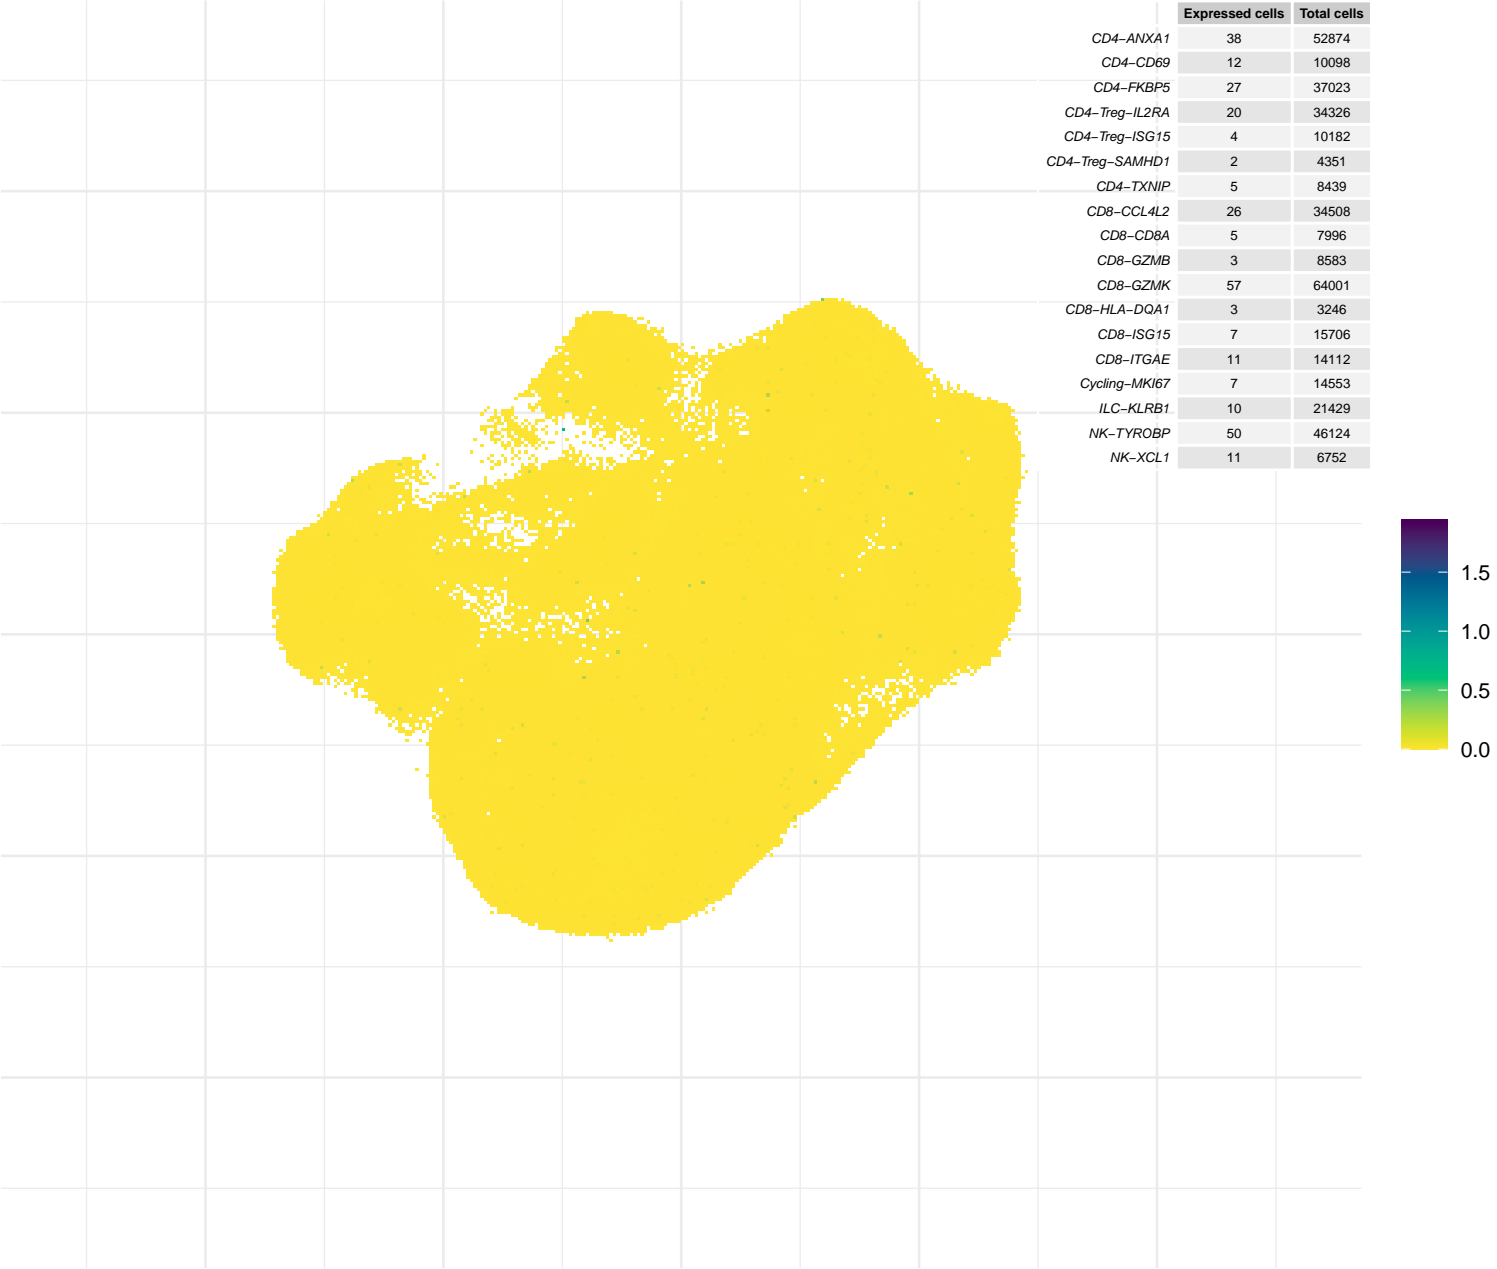 Expressed cells Total cells
CD4−ANXA1 38 52874
CD4−CD69 12 10098
CD4−FKBP5 27 37023
CD4−Treg−IL2RA 20 34326
CD4−Treg−ISG15 4 10182
CD4−Treg−SAMHD1 2 4351
CD4−TXNIP 5 8439
CD8−CCL4L2 26 34508
CD8−CD8A 5 7996
CD8−GZMB 3 8583
CD8−GZMK 57 64001
CD8−HLA−DQA1 3 3246
CD8−ISG15 7 15706
CD8−ITGAE 11 14112
Cycling−MKI67 7 14553
ILC−KLRB1 10 21429
NK−TYROBP 50 46124
NK−XCL1 11 6752
1.5
1.0
0.5
0.0